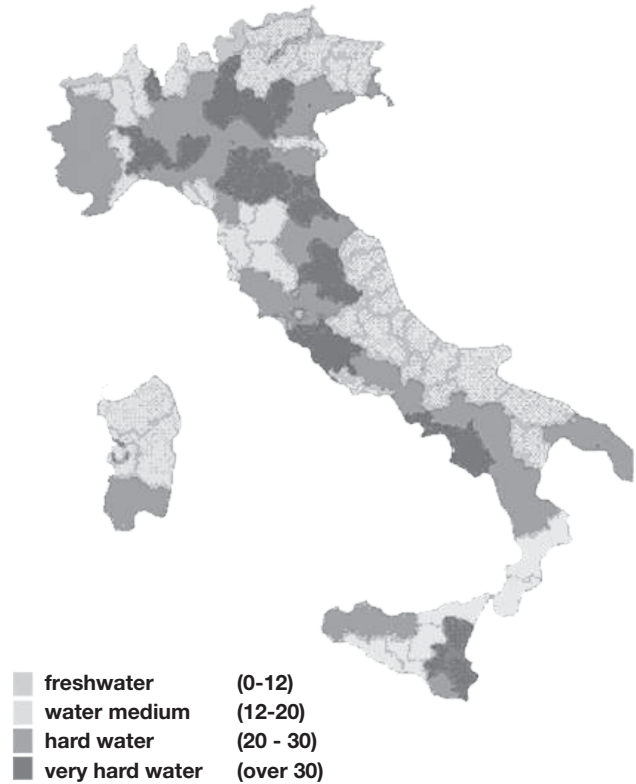 freshwater (0-12)
water medium (12-20)
hard water (20 - 30)
very hard water (over 30)